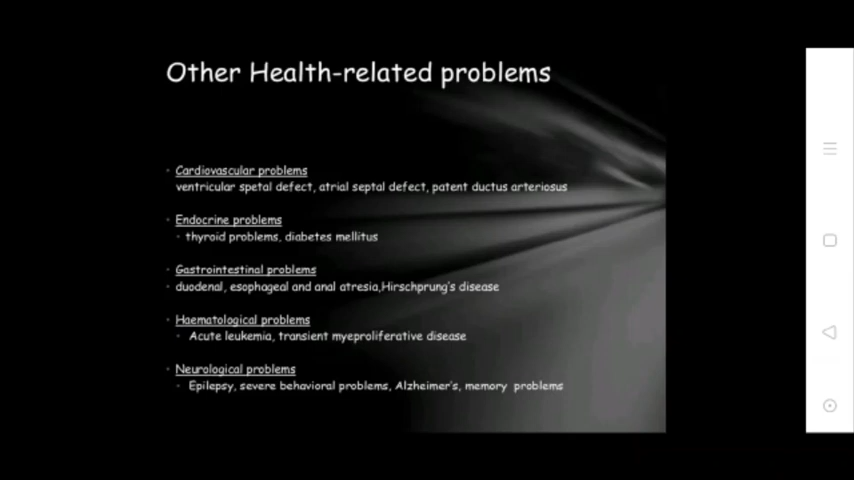 Other Health-related problems
Cardiovascular problems
ventricular spetal defect, atrial septal defect, patent ductus arteriosus
Endocrine problems
thyroid problems, diabetes mellitus
Gastrointestinal problems
duodenal, esophageal and anal atresia,Hirschprung's disease
Haematological problems
Acute leukemia, transient myeproliferative disease
Neurological problems
Epilepsy, severe behavioral problems, Alzheimer's, memory problems